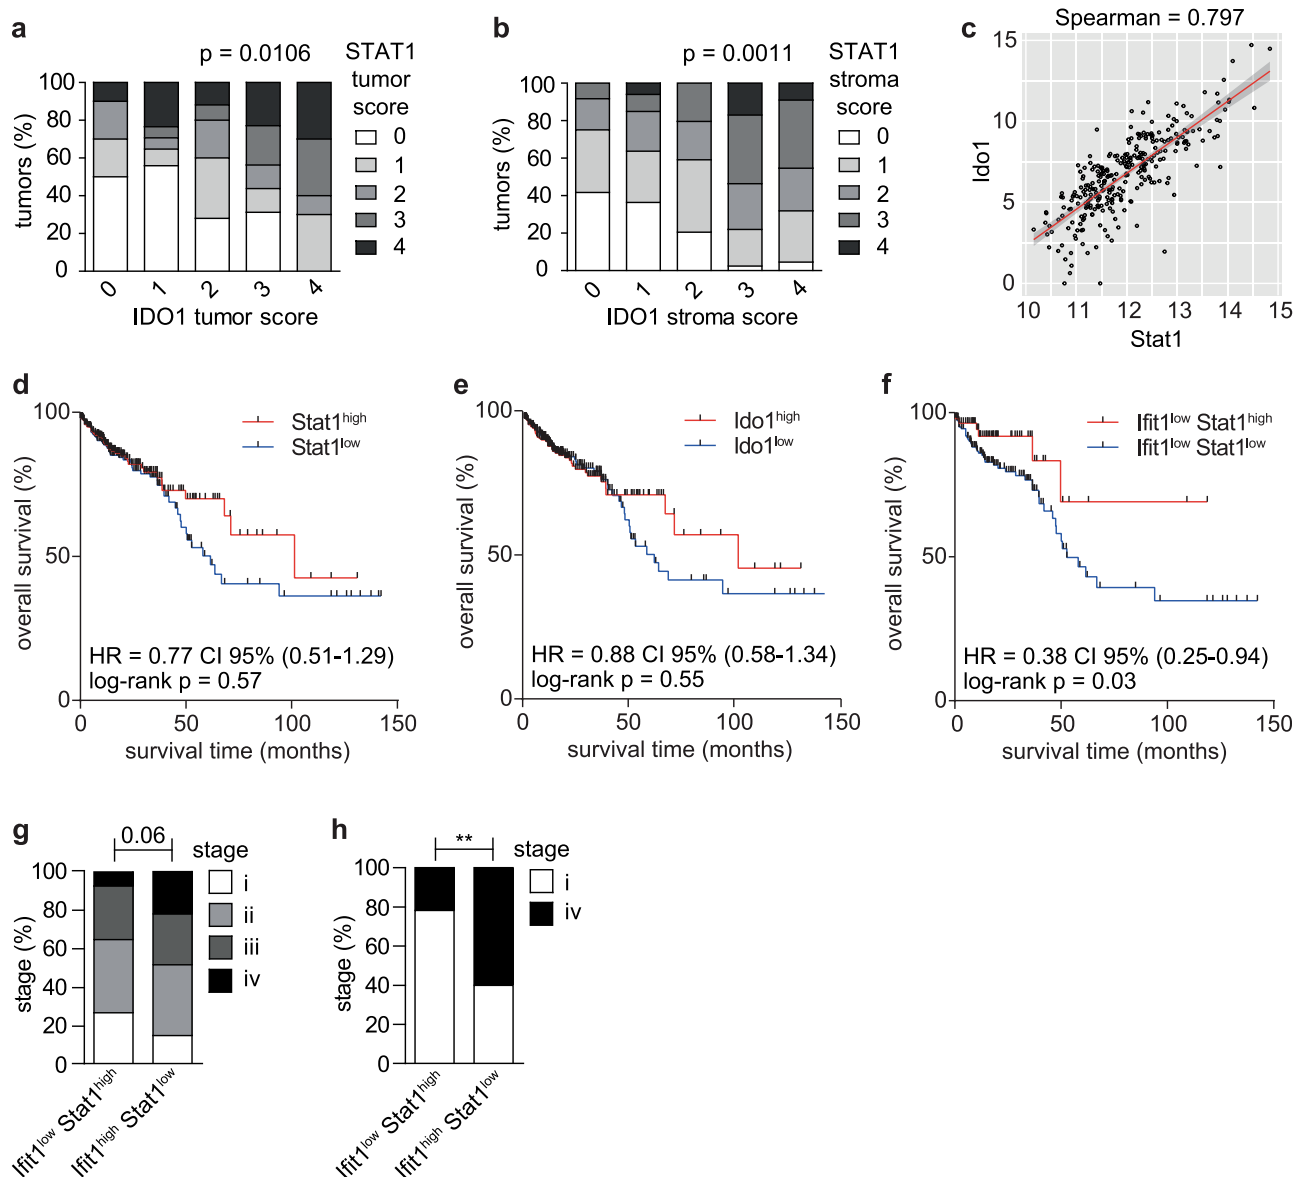 a
p = 0.0106
STAT1
tumor
score
0
1
2
3
4
tumors (%)
100
80
60
40
20
0
0 1 2 3 4
IDO1 tumor score
b
p = 0.0011
STAT1
stroma
score
0
1
2
3
4
tumors (%)
100
80
60
40
20
0
0 1 2 3 4
IDO1 stroma score
c
Spearman = 0.797
Ido1
15
10
5
0
10 11 12 13 14 15
Stat1
d
Stat1high
Stat1low
overall survival (%)
100
50
0
HR = 0.77 CI 95% (0.51-1.29)
log-rank p = 0.57
0 50 100 150
survival time (months)
e
Ido1high
Ido1low
overall survival (%)
100
50
0
HR = 0.88 CI 95% (0.58-1.34)
log-rank p = 0.55
0 50 100 150
survival time (months)
f
Ifit1low Stat1high
Ifit1low Stat1low
overall survival (%)
100
50
0
HR = 0.38 CI 95% (0.25-0.94)
log-rank p = 0.03
0 50 100 150
survival time (months)
g
0.06
stage
i
ii
iii
iv
stage (%)
100
80
60
40
20
0
Ifit1low Stat1high
Ifit1high Stat1low
h
**
stage
i
iv
stage (%)
100
80
60
40
20
0
Ifit1low Stat1high
Ifit1high Stat1low